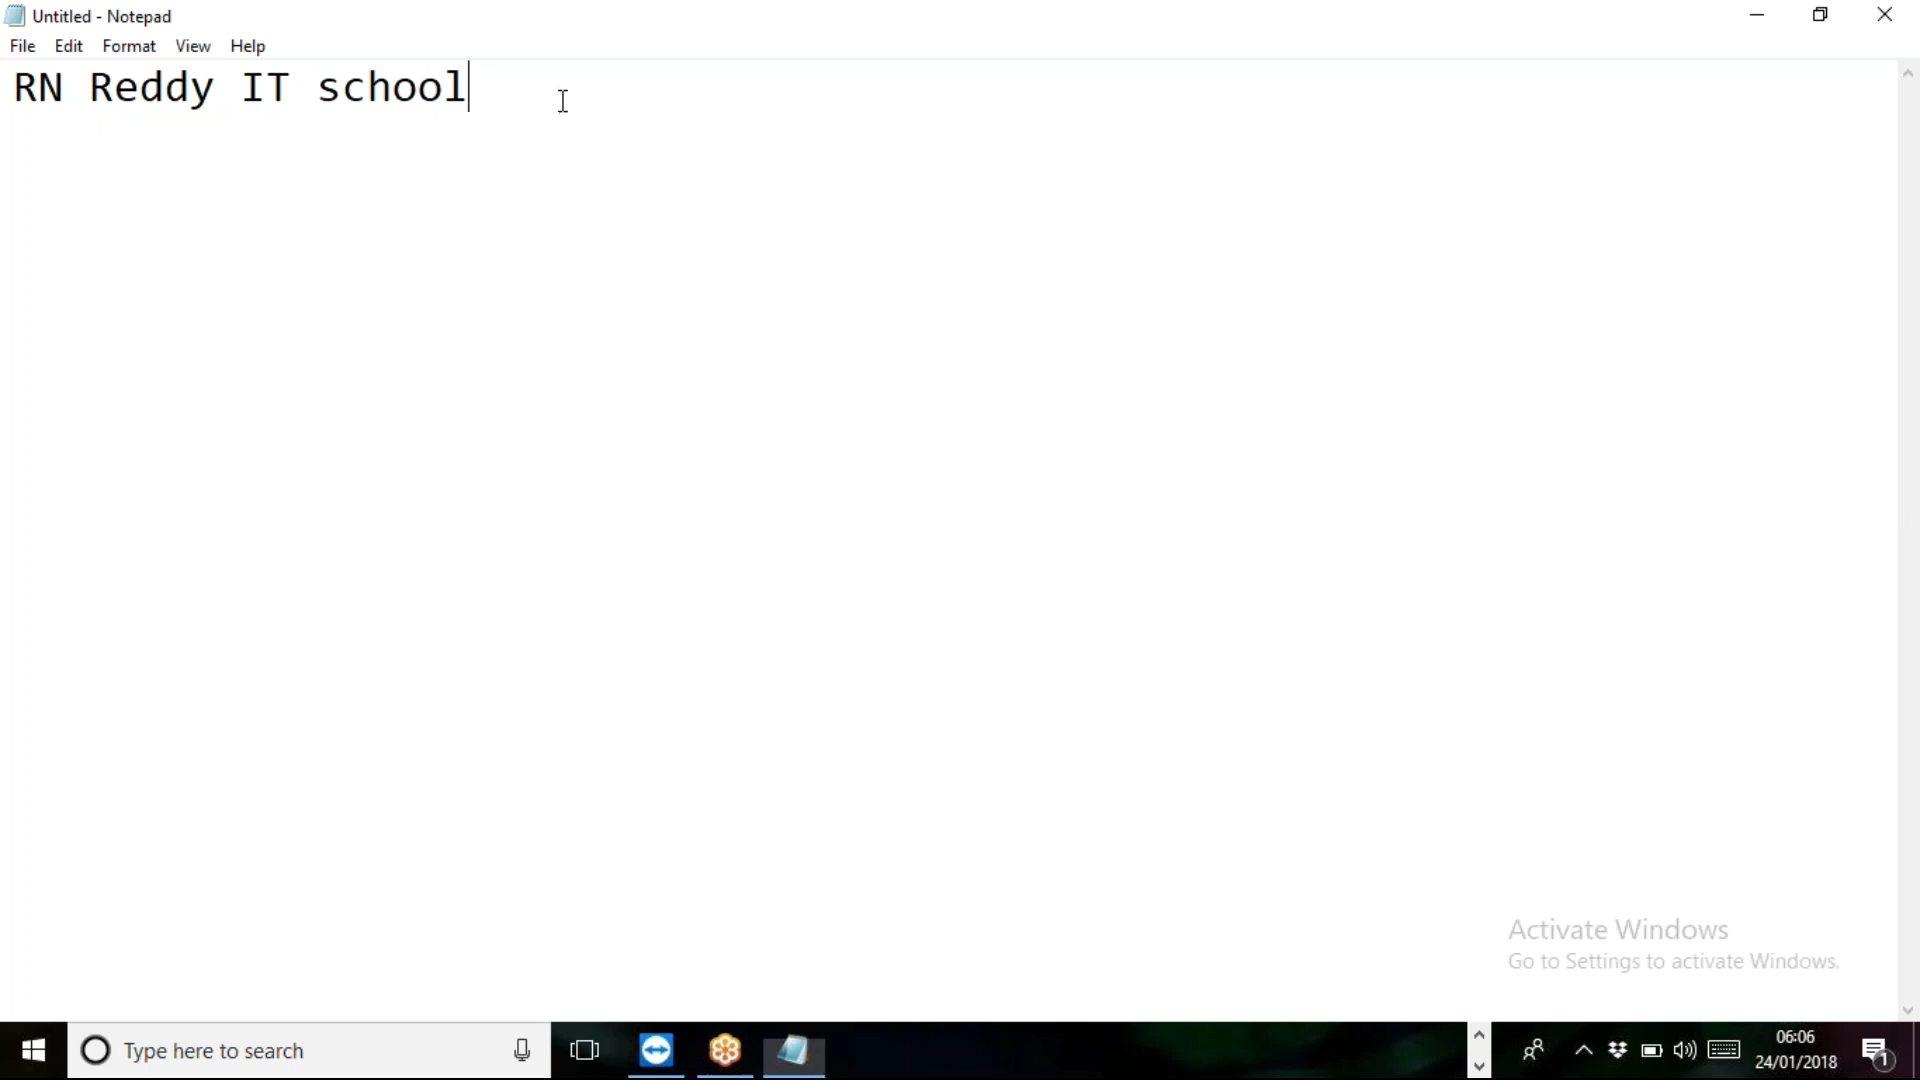 Untitled - Notepad
File Edit Format View Help
RN Reddy IT school
Activate Windows
Go to Settings to activate Windows.
Type here to search
06:06
24/01/2018
1